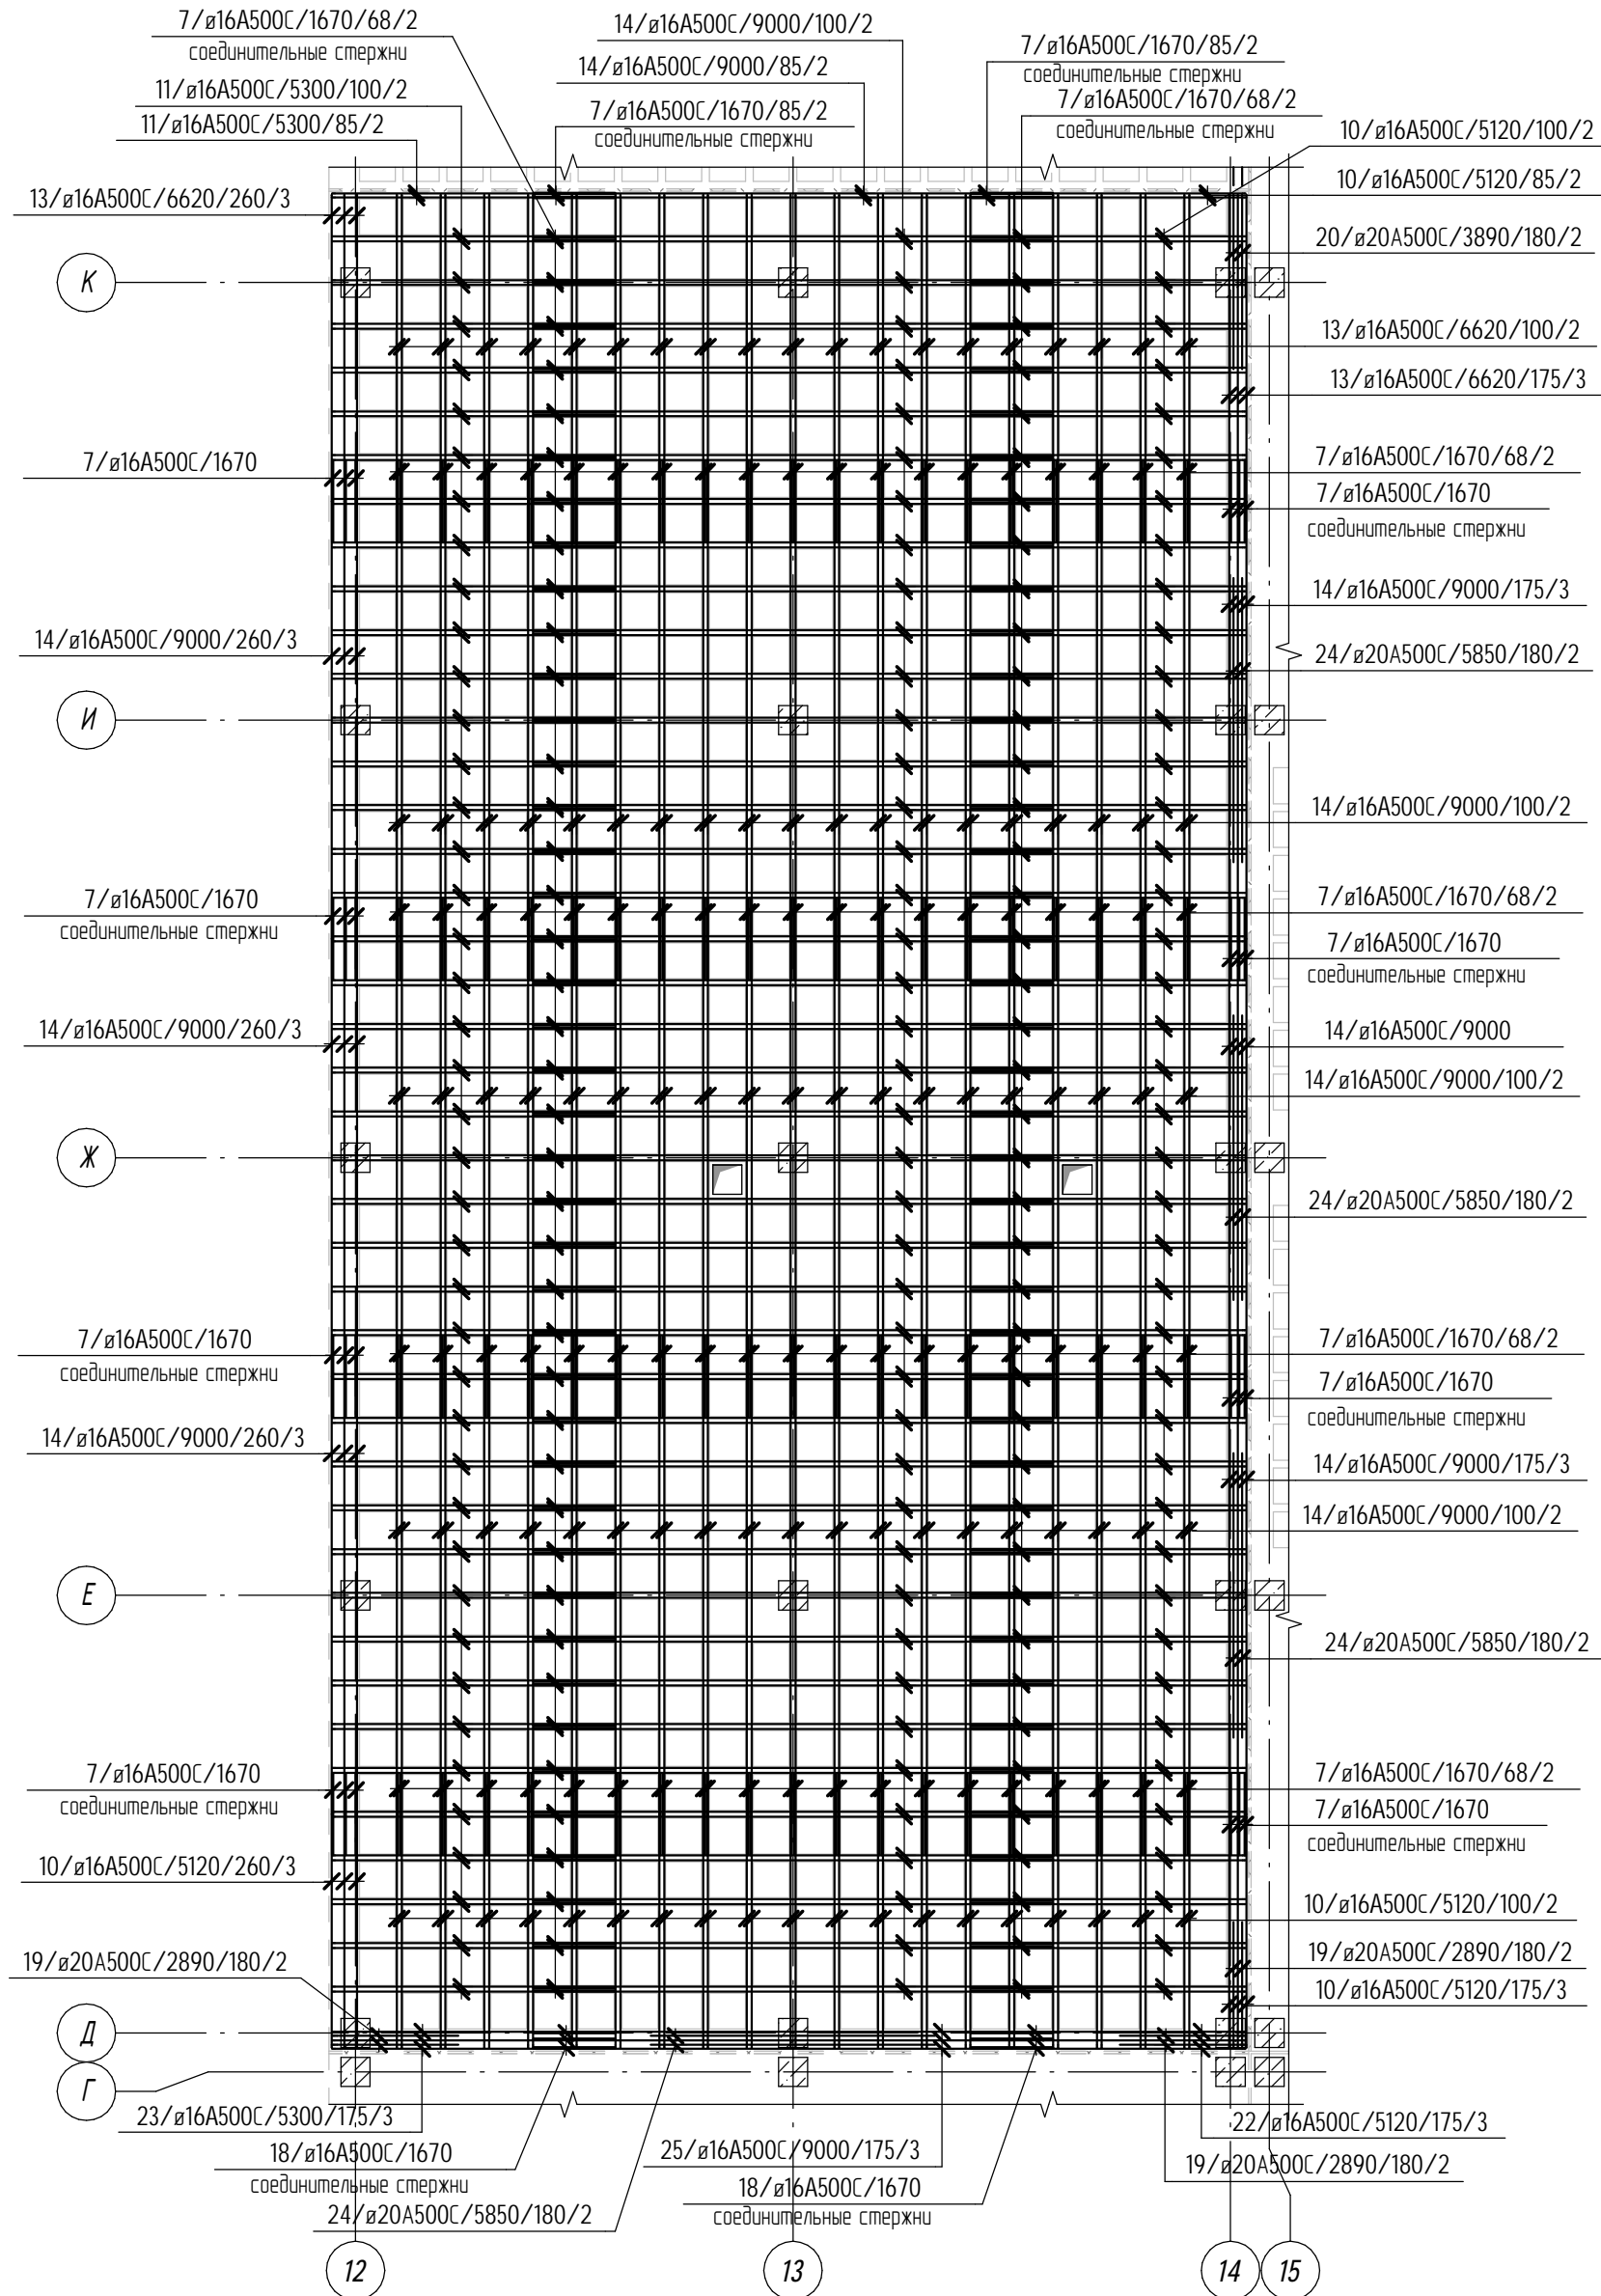 7/ø16А500С/1670/68/2
соединительные стержни
14/ø16А500С/9000/100/2
7/ø16А500С/1670/85/2
соединительные стержни
14/ø16А500С/9000/85/2
11/ø16А500С/5300/100/2
7/ø16А500С/1670/85/2
соединительные стержни
7/ø16А500С/1670/68/2
соединительные стержни
11/ø16А500С/5300/85/2
10/ø16А500С/5120/100/2
10/ø16А500С/5120/85/2
13/ø16А500С/6620/260/3
20/ø20А500С/3890/180/2
К
13/ø16А500С/6620/100/2
13/ø16А500С/6620/175/3
7/ø16А500С/1670
7/ø16А500С/1670/68/2
7/ø16А500С/1670
соединительные стержни
14/ø16А500С/9000/175/3
14/ø16А500С/9000/260/3
24/ø20А500С/5850/180/2
И
14/ø16А500С/9000/100/2
7/ø16А500С/1670
соединительные стержни
7/ø16А500С/1670/68/2
7/ø16А500С/1670
соединительные стержни
14/ø16А500С/9000/260/3
14/ø16А500С/9000
14/ø16А500С/9000/100/2
Ж
24/ø20А500С/5850/180/2
7/ø16А500С/1670
соединительные стержни
7/ø16А500С/1670/68/2
7/ø16А500С/1670
соединительные стержни
14/ø16А500С/9000/260/3
14/ø16А500С/9000/175/3
14/ø16А500С/9000/100/2
Е
24/ø20А500С/5850/180/2
7/ø16А500С/1670
соединительные стержни
7/ø16А500С/1670/68/2
7/ø16А500С/1670
соединительные стержни
10/ø16А500С/5120/260/3
10/ø16А500С/5120/100/2
19/ø20А500С/2890/180/2
19/ø20А500С/2890/180/2
10/ø16А500С/5120/175/3
Д
Г
23/ø16А500С/5300/175/3
22/ø16А500С/5120/175/3
18/ø16А500С/1670
соединительные стержни
25/ø16А500С/9000/175/3
19/ø20А500С/2890/180/2
18/ø16А500С/1670
соединительные стержни
24/ø20А500С/5850/180/2
12
13
14
15